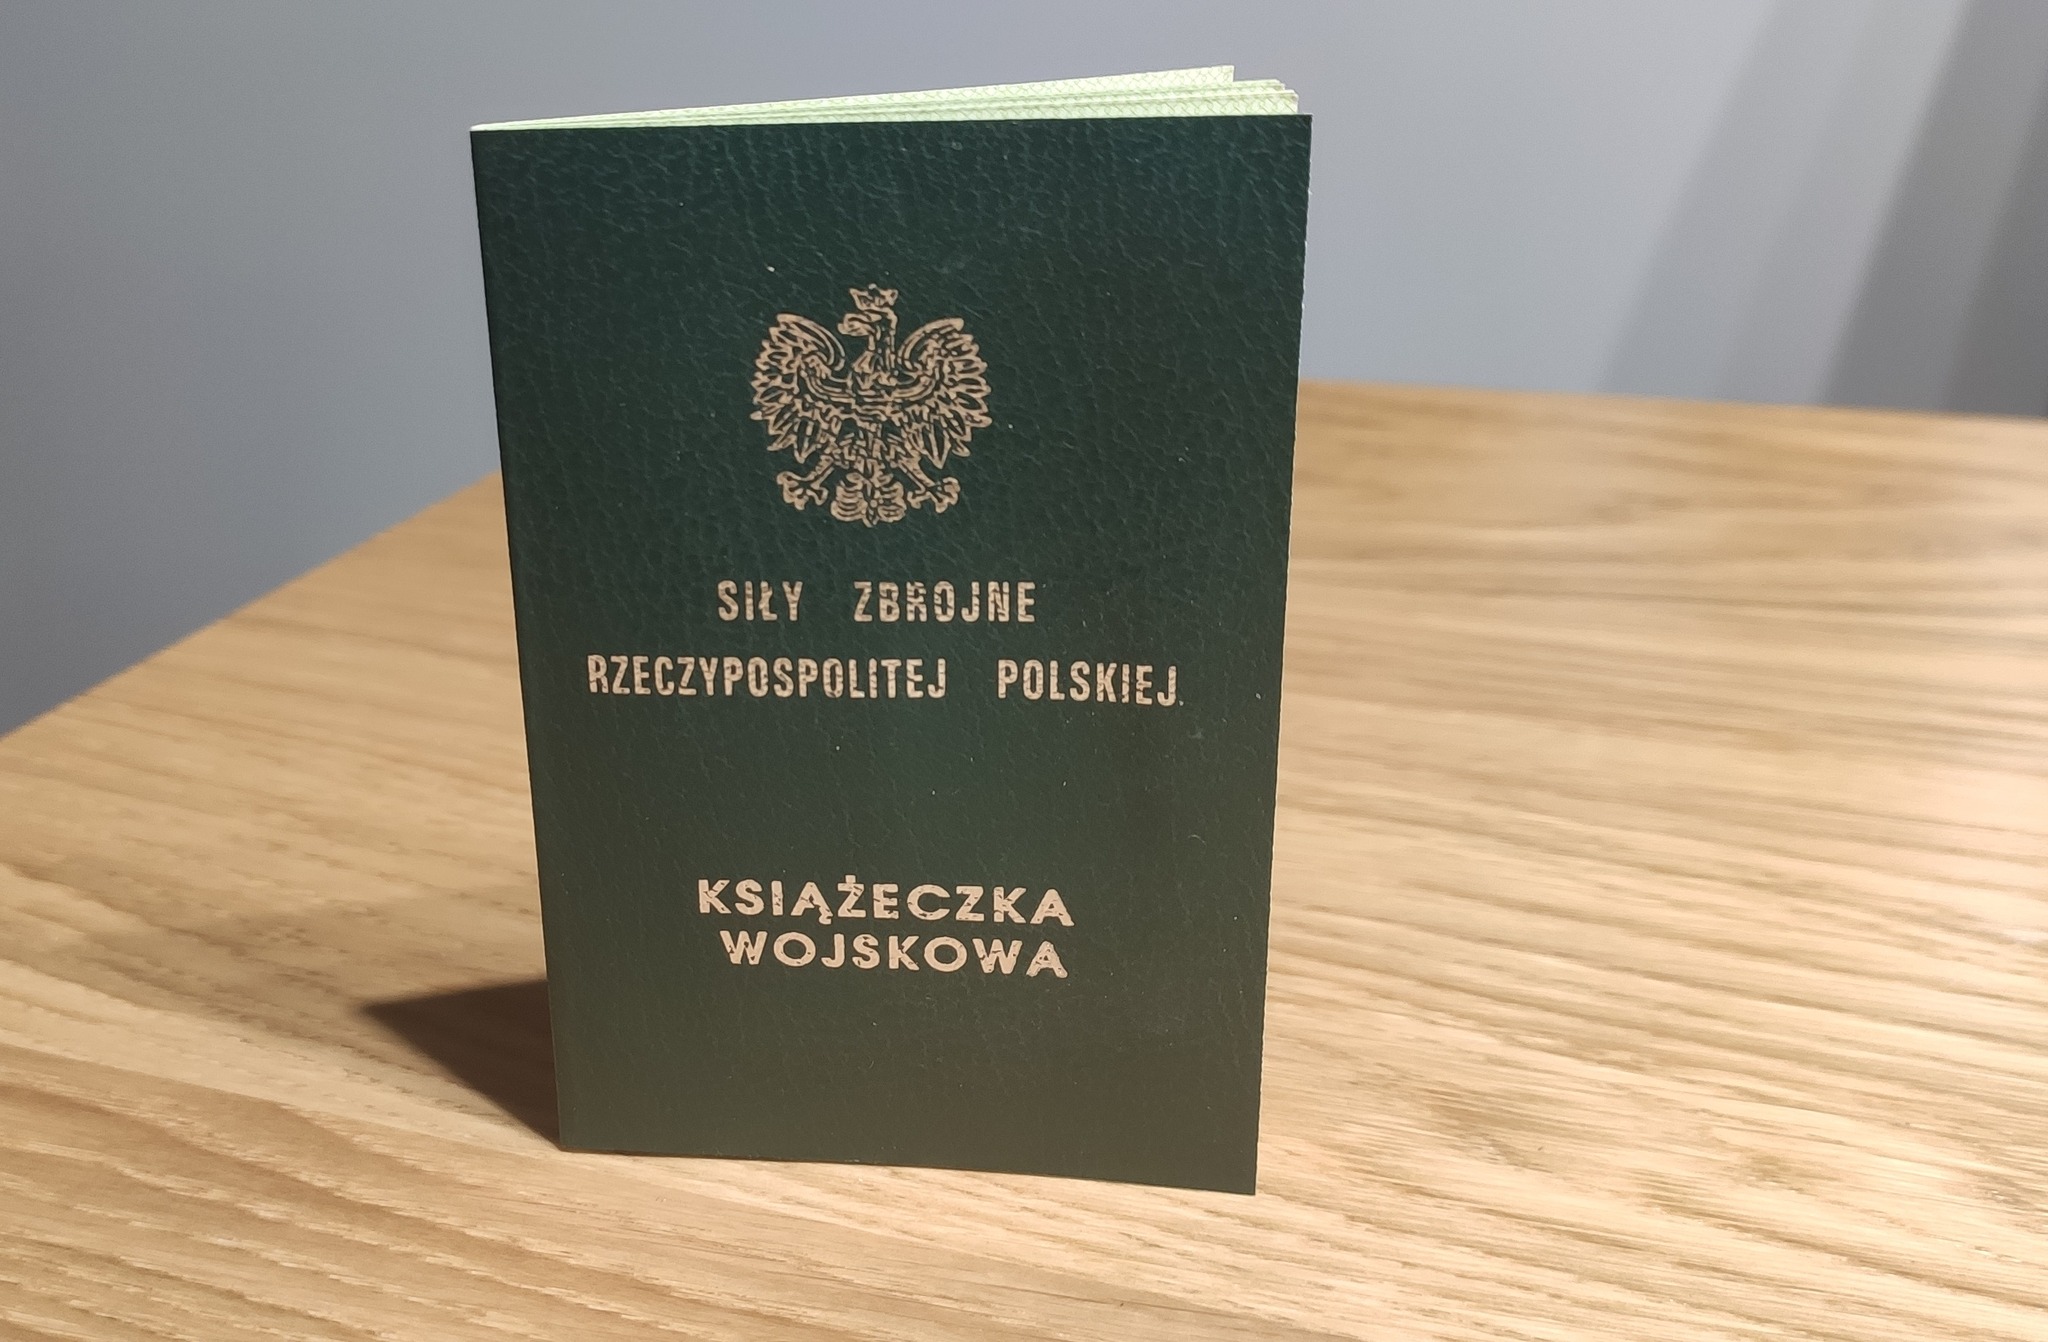 SIŁY ZBROJNE
RZECZYPOSPOLITEJ POLSKIEJ
KSIĄŻECZKA
WOJSKOWA